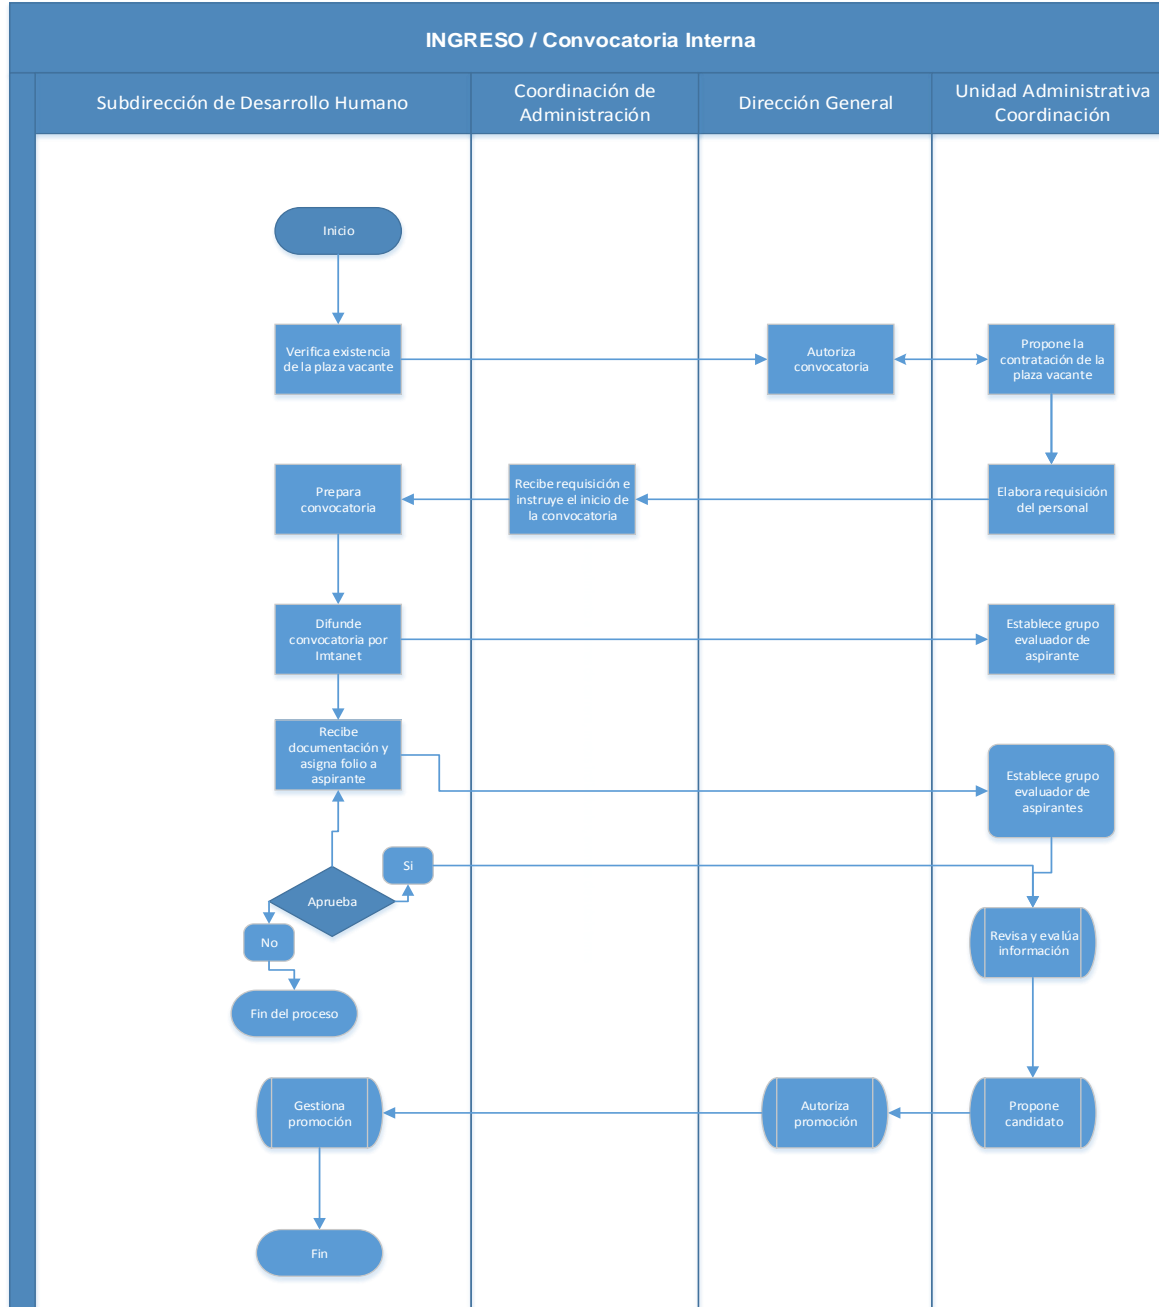 INGRESO / Convocatoria Interna
Subdirección de Desarrollo Humano
Coordinación de
Administración
Dirección General
Unidad Administrativa
Coordinación
Inicio
Verifica existencia
de la plaza vacante
Autoriza
convocatoria
Propone la
contratación de la
plaza vacante
Prepara
convocatoria
Recibe requisición e
instruye el inicio de
la convocatoria
Elabora requisición
del personal
Difunde
convocatoria por
Imtanet
Establece grupo
evaluador de
aspirante
Recibe
documentación y
asigna folio a
aspirante
Establece grupo
evaluador de
aspirantes
Si
Aprueba
No
Revisa y evalúa
información
Fin del proceso
Gestiona
promoción
Autoriza
promoción
Propone
candidato
Fin